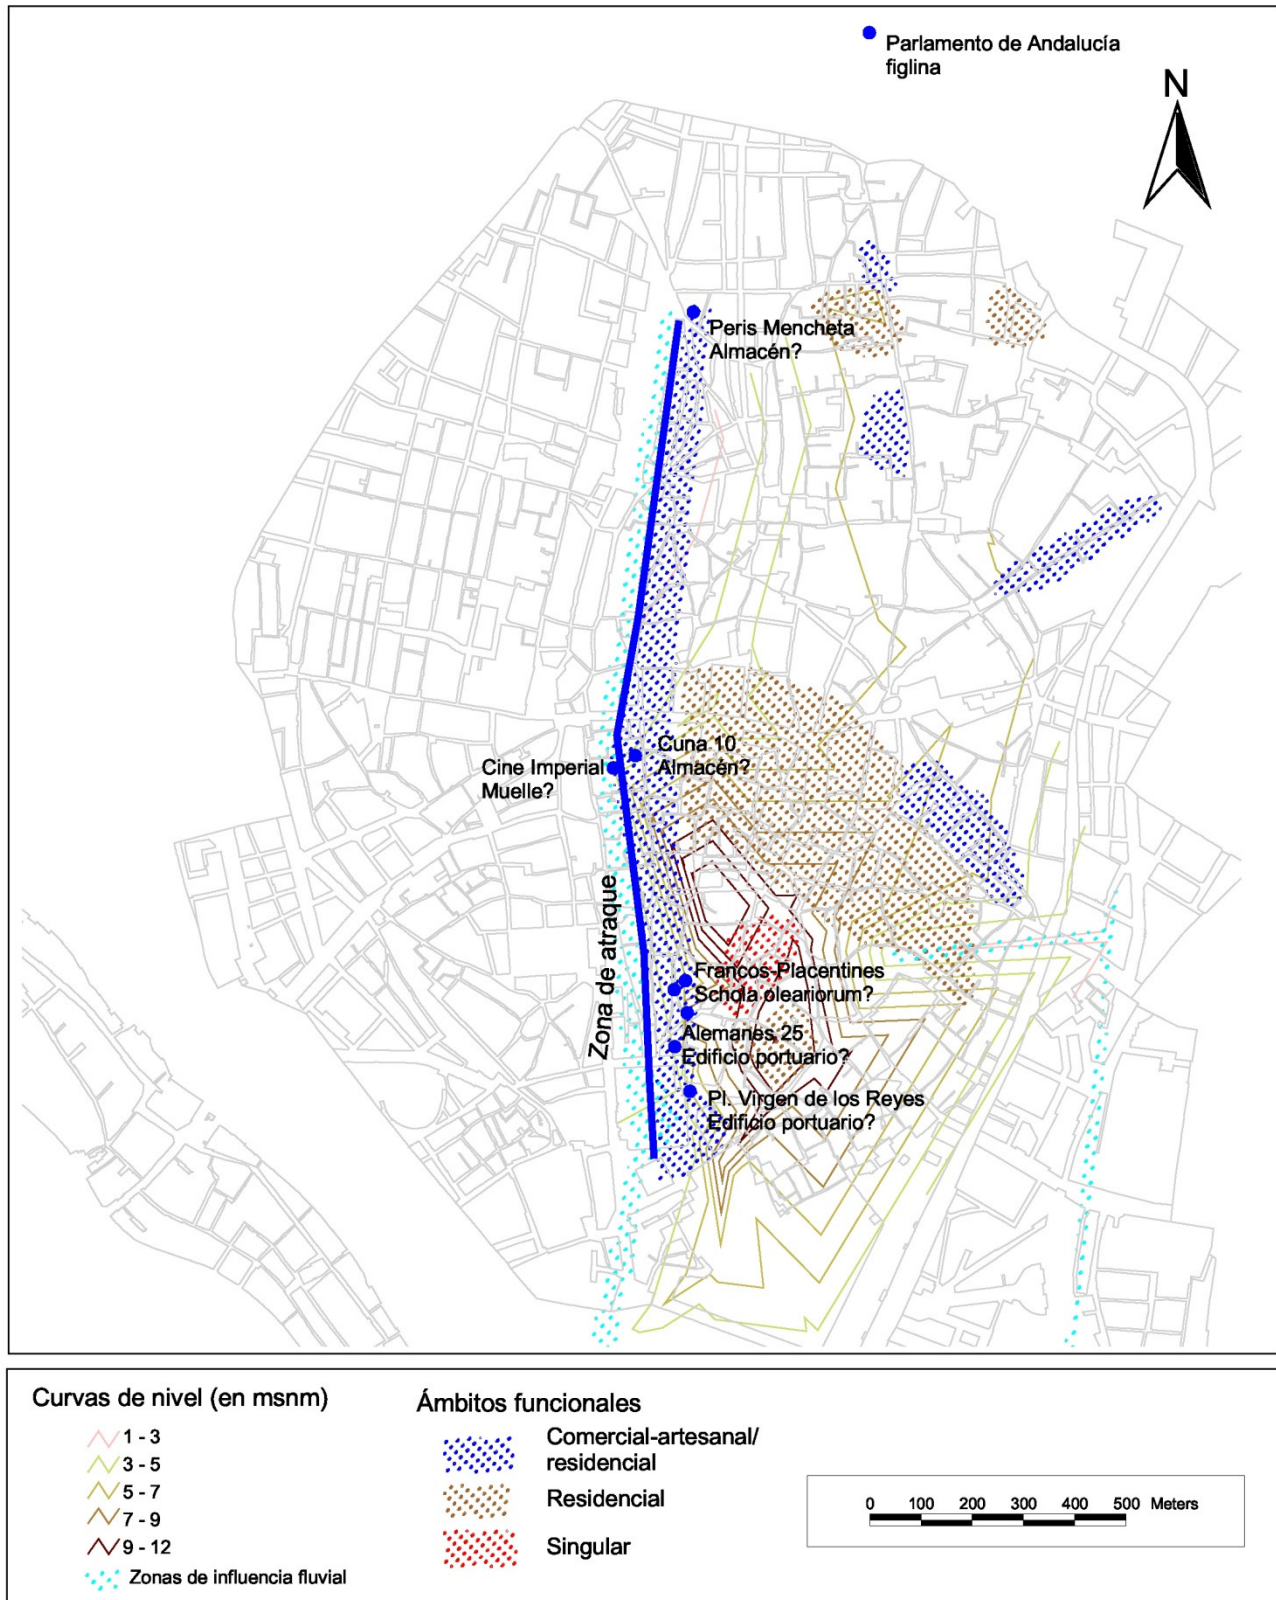 Parlamento de Andalucía
figlina
N
Peris Mencheta
Almacén?
Cuna 10
Almacén?
Cine Imperial
Muelle?
Zona de atraque
Francos-Placentines
Schola oleariorum?
Alemanes 25
Edificio portuario?
Pl. Virgen de los Reyes
Edificio portuario?
Curvas de nivel (en msnm)
1 - 3
3 - 5
5 - 7
7 - 9
9 - 12
Zonas de influencia fluvial
Ámbitos funcionales
Comercial-artesanal/
residencial
Residencial
Singular
0 100 200 300 400 500 Meters